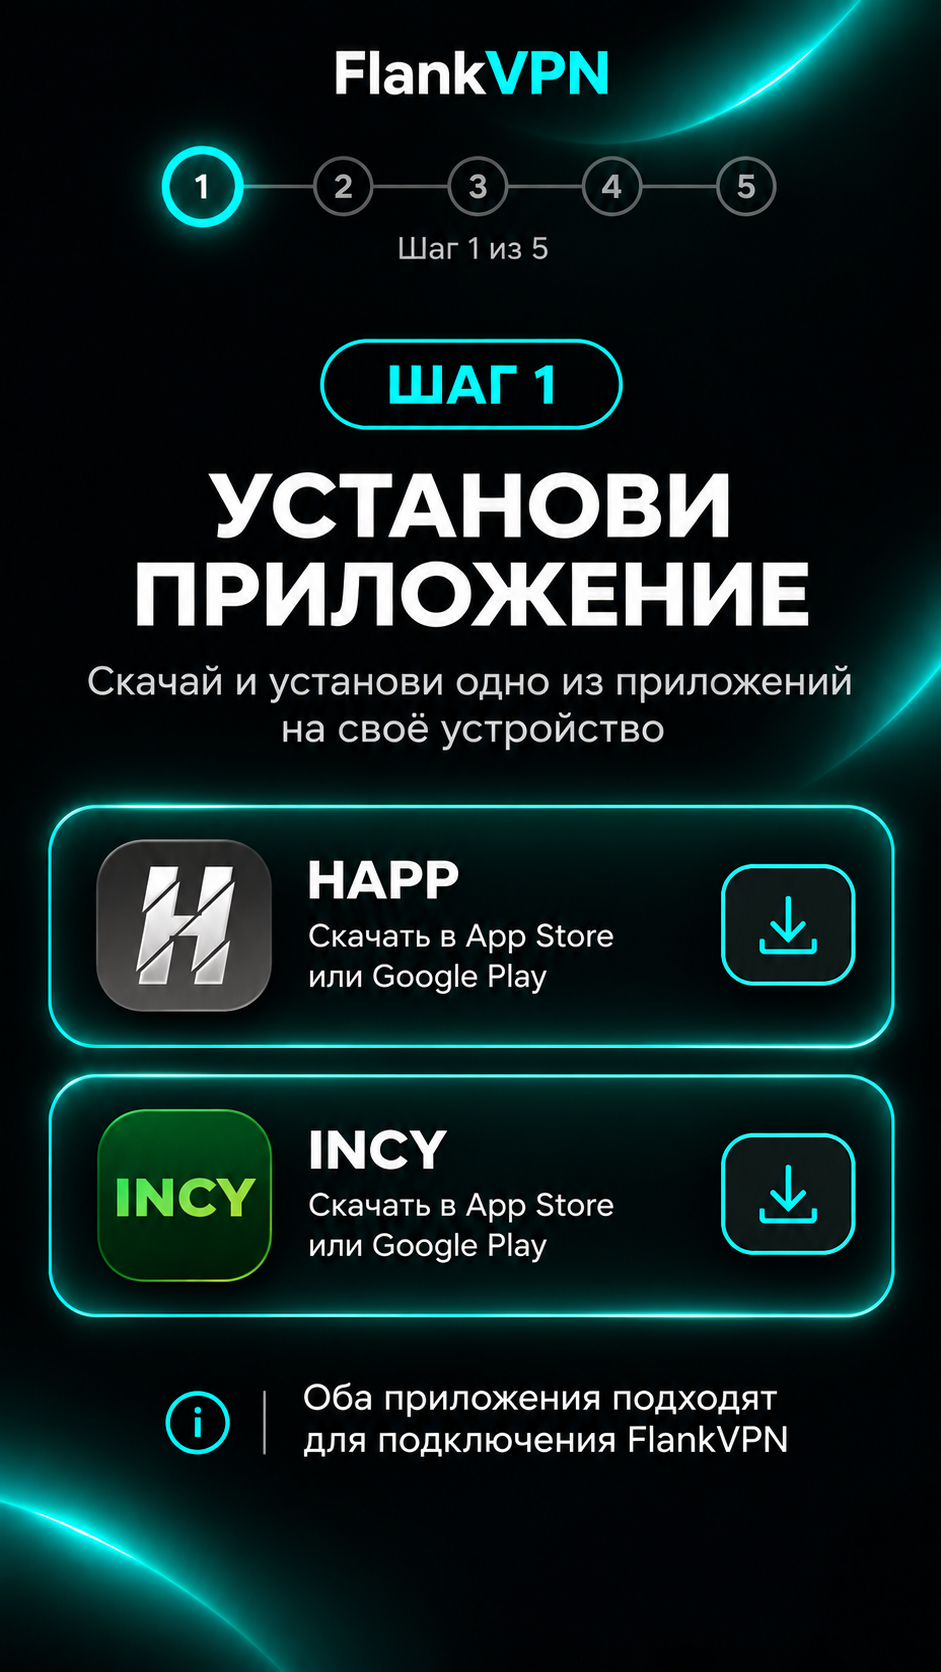 FlankVPN
1 2 3 4 5
Шаг 1 из 5
ШАГ 1
УСТАНОВИ
ПРИЛОЖЕНИЕ
Скачай и установи одно из приложений
на своё устройство
H
HAPP
Скачать в App Store
или Google Play
INCY
INCY
Скачать в App Store
или Google Play
i
Оба приложения подходят
для подключения FlankVPN